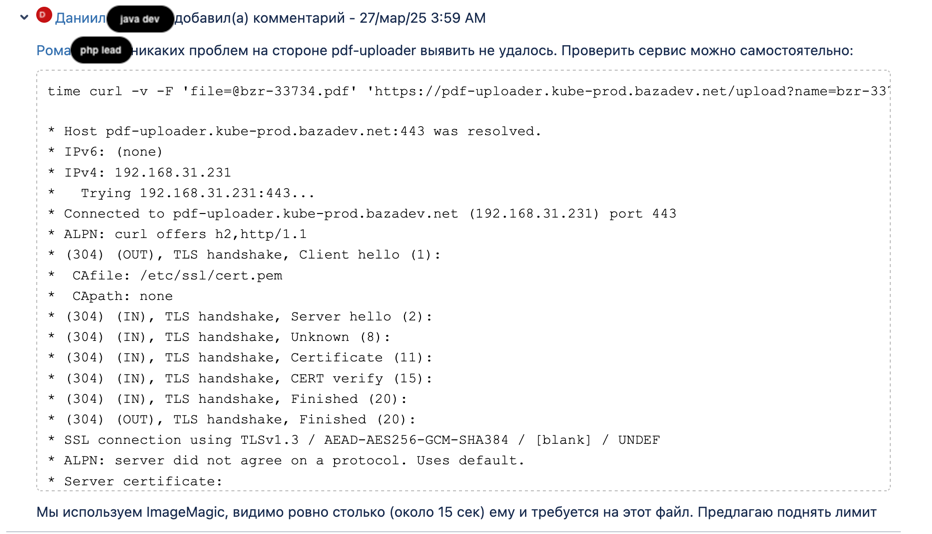 D Даниил java dev добавил(а) комментарий - 27/мар/25 3:59 AM
Рома php lead никаких проблем на стороне pdf-uploader выявить не удалось. Проверить сервис можно самостоятельно:
time curl -v -F 'file=@bzr-33734.pdf' 'https://pdf-uploader.kube-prod.bazadev.net/upload?name=bzr-337
* Host pdf-uploader.kube-prod.bazadev.net:443 was resolved.
* IPv6: (none)
* IPv4: 192.168.31.231
*   Trying 192.168.31.231:443...
* Connected to pdf-uploader.kube-prod.bazadev.net (192.168.31.231) port 443
* ALPN: curl offers h2,http/1.1
* (304) (OUT), TLS handshake, Client hello (1):
*  CAfile: /etc/ssl/cert.pem
*  CApath: none
* (304) (IN), TLS handshake, Server hello (2):
* (304) (IN), TLS handshake, Unknown (8):
* (304) (IN), TLS handshake, Certificate (11):
* (304) (IN), TLS handshake, CERT verify (15):
* (304) (IN), TLS handshake, Finished (20):
* (304) (OUT), TLS handshake, Finished (20):
* SSL connection using TLSv1.3 / AEAD-AES256-GCM-SHA384 / [blank] / UNDEF
* ALPN: server did not agree on a protocol. Uses default.
* Server certificate:
Мы используем ImageMagic, видимо ровно столько (около 15 сек) ему и требуется на этот файл. Предлагаю поднять лимит